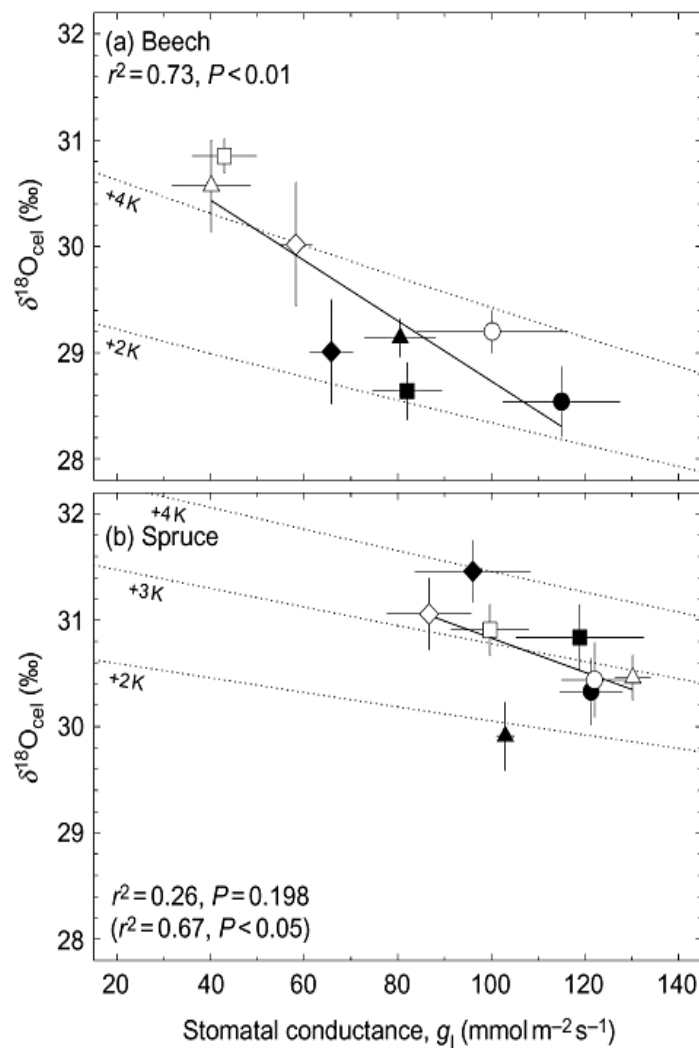 32
(a) Beech
r² = 0.73, P < 0.01
31
+4K
δ¹⁸O_cel (‰)
30
+2K
29
28
32
+4K
(b) Spruce
+3K
31
+2K
δ¹⁸O_cel (‰)
30
29
r² = 0.26, P = 0.198
(r² = 0.67, P < 0.05)
28
20 40 60 80 100 120 140
Stomatal conductance, g_l (mmol m⁻² s⁻¹)